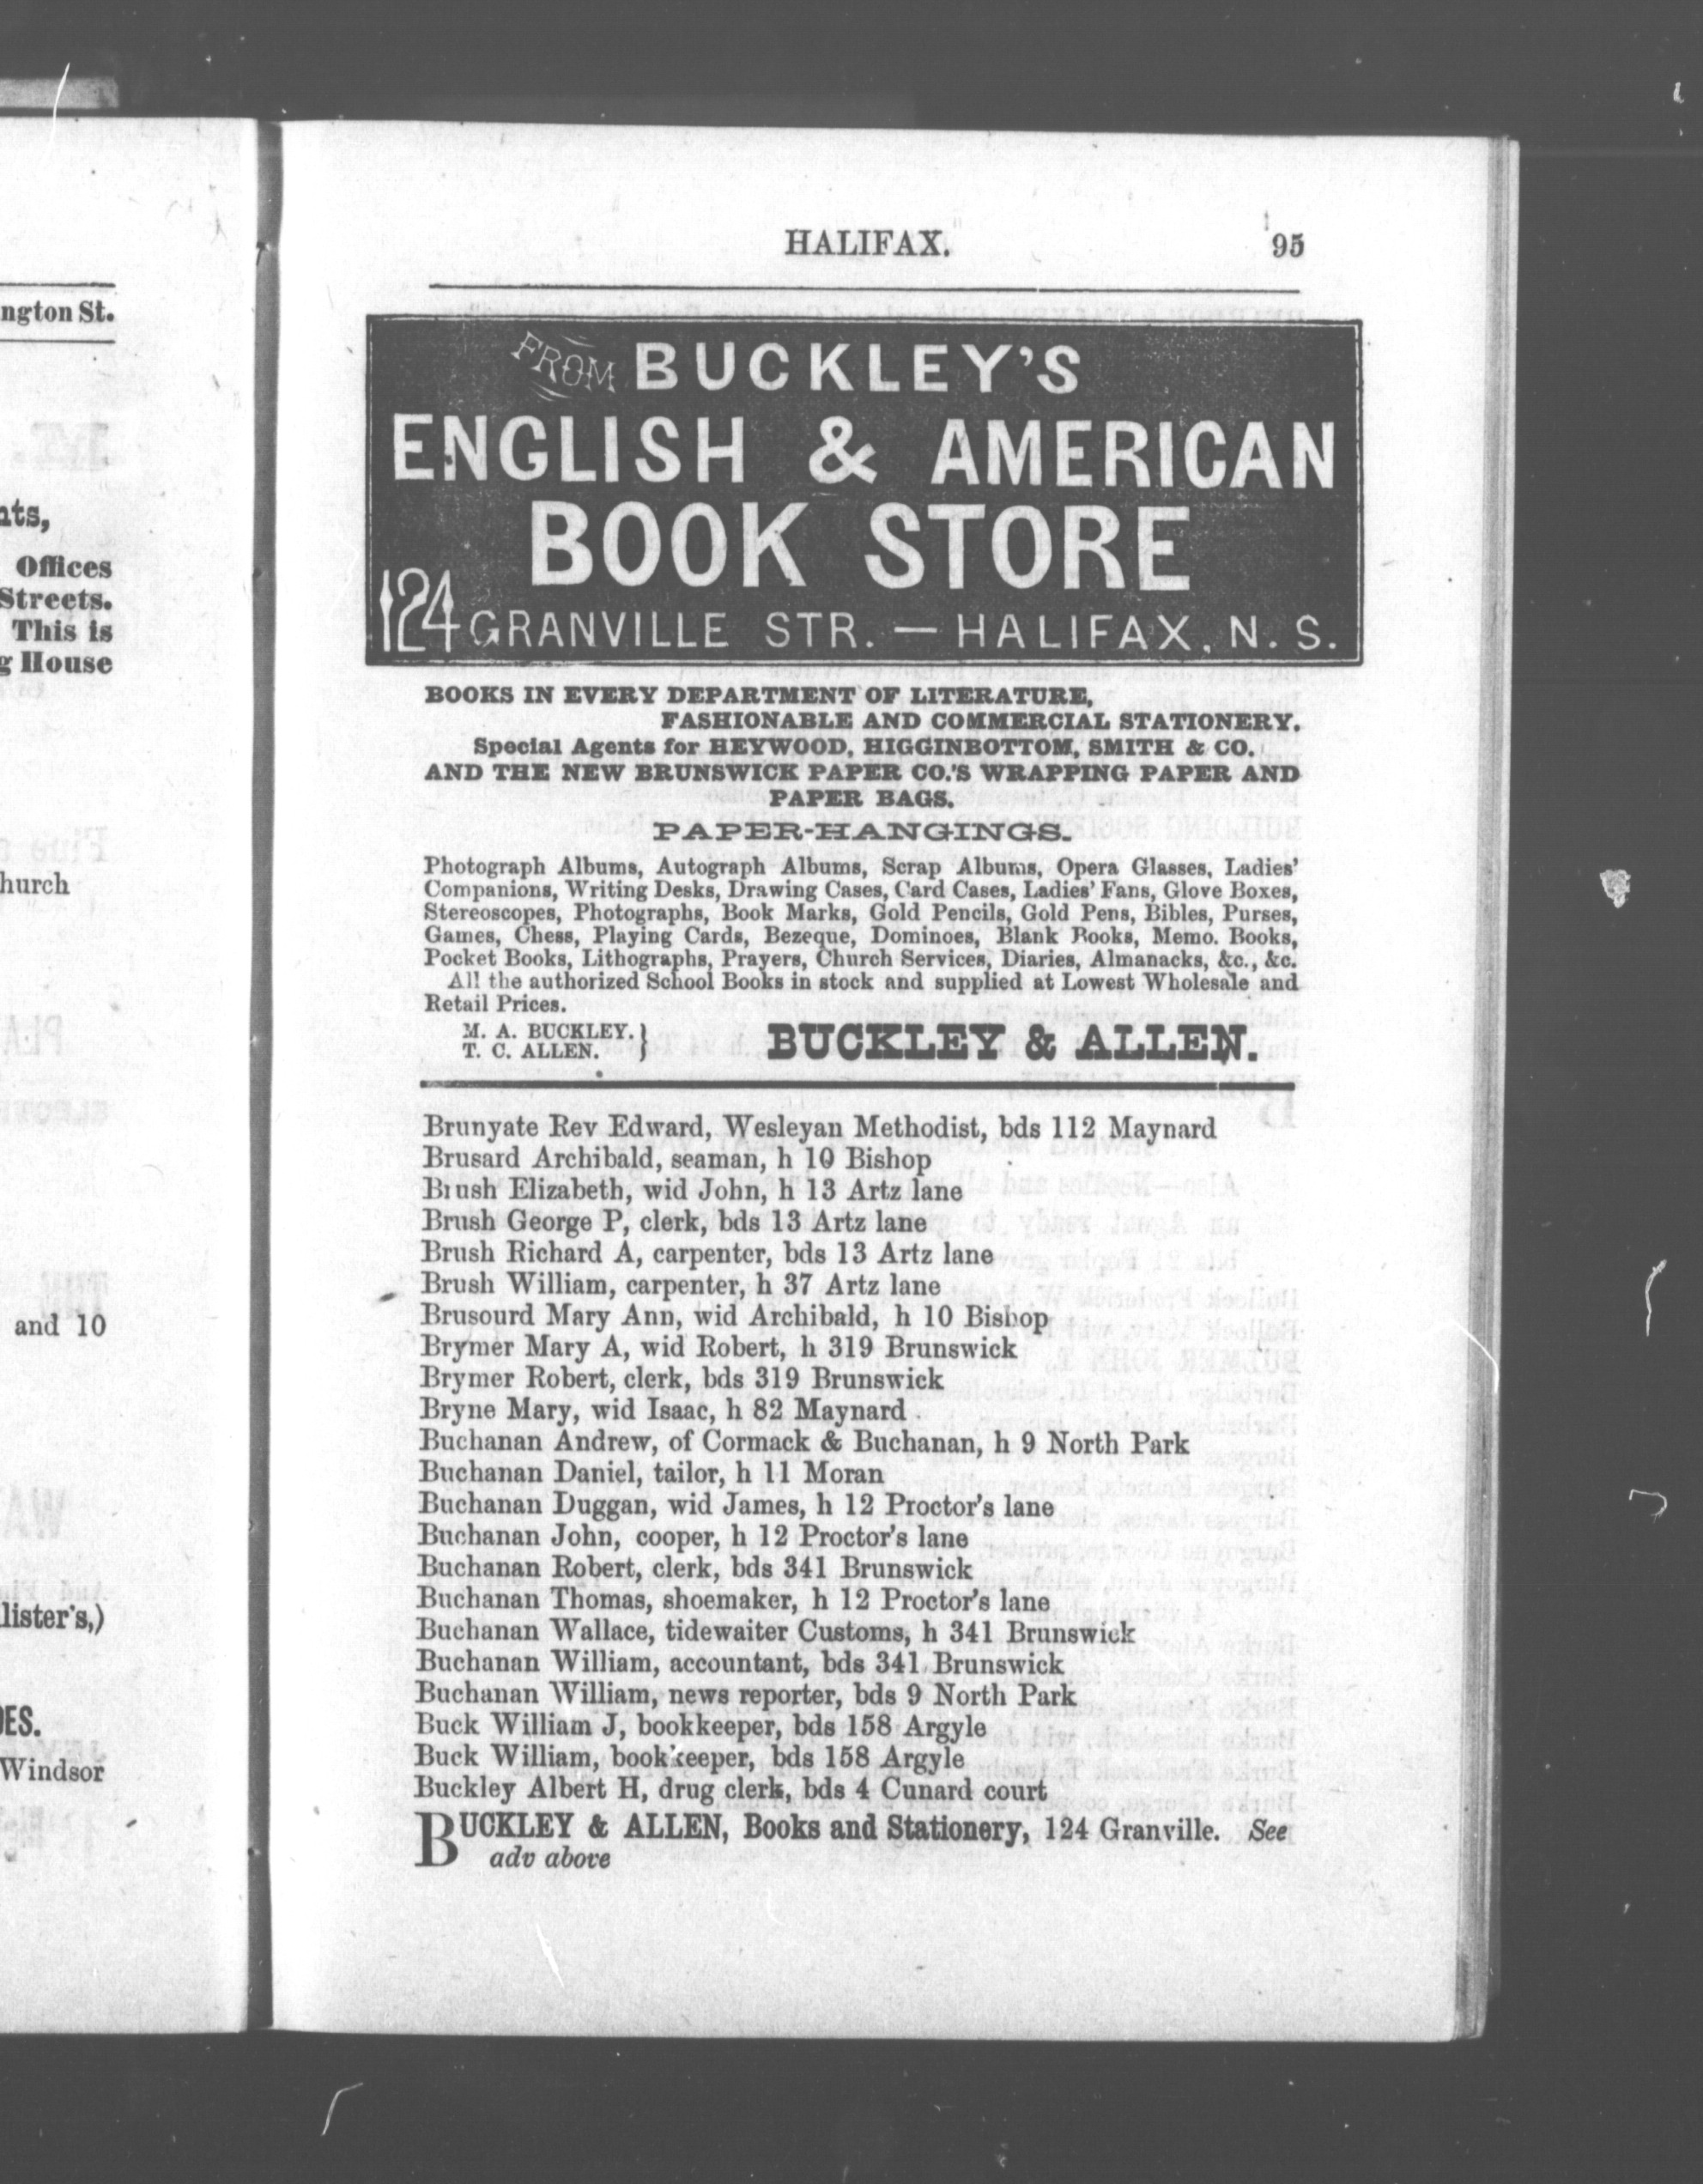 ngton St.
Offices
Streets.
This is
House
hurch
and 10
lister's,)
Windsor
HALIFAX. 95
FROM BUCKLEY'S
ENGLISH & AMERICAN
BOOK STORE
124 GRANVILLE STR. — HALIFAX, N. S.
BOOKS IN EVERY DEPARTMENT OF LITERATURE,
FASHIONABLE AND COMMERCIAL STATIONERY.
Special Agents for HEYWOOD, HIGGINBOTTOM, SMITH & CO.
AND THE NEW BRUNSWICK PAPER CO.'S WRAPPING PAPER AND
PAPER BAGS.
PAPER-HANGINGS.
Photograph Albums, Autograph Albums, Scrap Albums, Opera Glasses, Ladies'
Companions, Writing Desks, Drawing Cases, Card Cases, Ladies' Fans, Glove Boxes,
Stereoscopes, Photographs, Book Marks, Gold Pencils, Gold Pens, Bibles, Purses,
Games, Chess, Playing Cards, Bezeque, Dominoes, Blank Books, Memo. Books,
Pocket Books, Lithographs, Prayers, Church Services, Diaries, Almanacks, &c., &c.
All the authorized School Books in stock and supplied at Lowest Wholesale and
Retail Prices.
M. A. BUCKLEY. }
T. C. ALLEN. }
BUCKLEY & ALLEN.
Brunyate Rev Edward, Wesleyan Methodist, bds 112 Maynard
Brusard Archibald, seaman, h 10 Bishop
Brush Elizabeth, wid John, h 13 Artz lane
Brush George P, clerk, bds 13 Artz lane
Brush Richard A, carpenter, bds 13 Artz lane
Brush William, carpenter, h 37 Artz lane
Brusourd Mary Ann, wid Archibald, h 10 Bishop
Brymer Mary A, wid Robert, h 319 Brunswick
Brymer Robert, clerk, bds 319 Brunswick
Bryne Mary, wid Isaac, h 82 Maynard
Buchanan Andrew, of Cormack & Buchanan, h 9 North Park
Buchanan Daniel, tailor, h 11 Moran
Buchanan Duggan, wid James, h 12 Proctor's lane
Buchanan John, cooper, h 12 Proctor's lane
Buchanan Robert, clerk, bds 341 Brunswick
Buchanan Thomas, shoemaker, h 12 Proctor's lane
Buchanan Wallace, tidewaiter Customs, h 341 Brunswick
Buchanan William, accountant, bds 341 Brunswick
Buchanan William, news reporter, bds 9 North Park
Buck William J, bookkeeper, bds 158 Argyle
Buck William, bookkeeper, bds 158 Argyle
Buckley Albert H, drug clerk, bds 4 Cunard court
BUCKLEY & ALLEN, Books and Stationery, 124 Granville. See
adv above